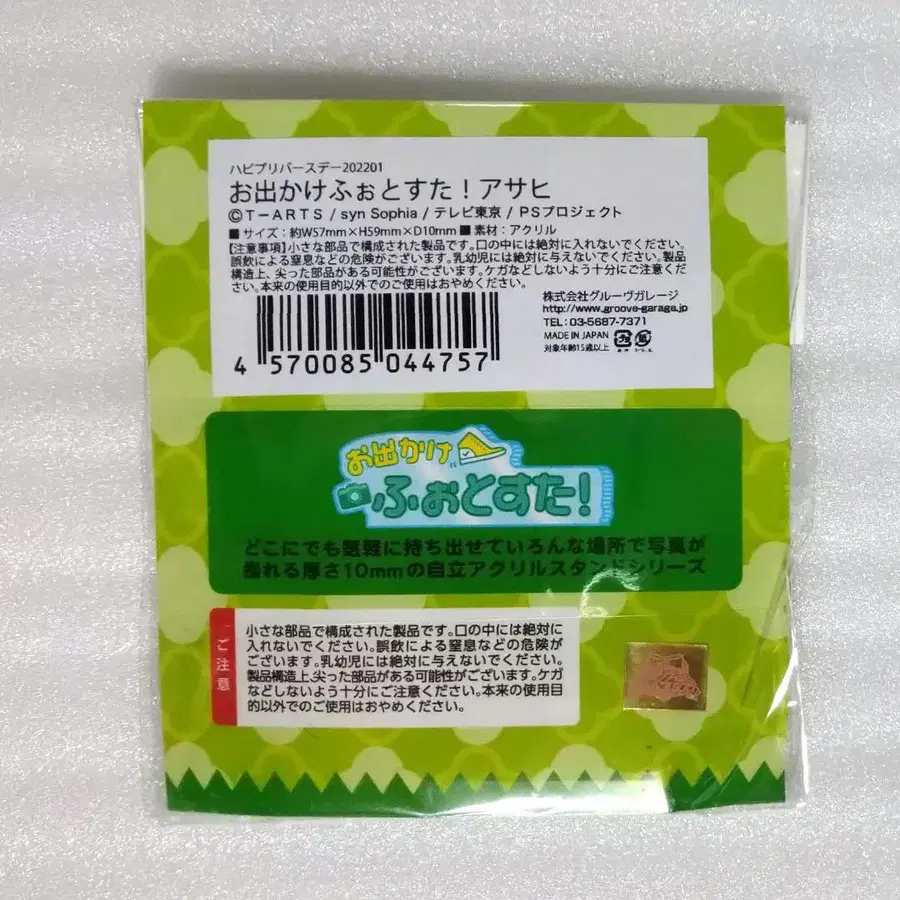 ハピプリバースデー202201
お出かけふぉとすた！アサヒ
©T-ARTS / syn Sophia / テレビ東京 / PSプロジェクト
■サイズ：約W57mm×H59mm×D10mm ■素材：アクリル
【注意事項】小さな部品で構成された製品です。口の中には絶対に入れないでください。
誤飲による窒息などの危険がございます。乳幼児には絶対に与えないでください。製品
構造上、尖った部品がある可能性がございます。ケガなどしないよう十分にご注意くだ
さい。本来の使用目的以外でのご使用はおやめください。
株式会社グルーヴガレージ
http://www.groove-garage.jp
TEL：03-5687-7371
MADE IN JAPAN
対象年齢15歳以上
4 570085 044757
お出かけ
ふぉとすた！
どこにでも気軽に持ち出せていろんな場所で写真が
撮れる厚さ10mmの自立アクリルスタンドシリーズ
ご注意
小さな部品で構成された製品です。口の中には絶対に
入れないでください。誤飲による窒息などの危険が
ございます。乳幼児には絶対に与えないでください。
製品構造上、尖った部品がある可能性がございます。ケガ
などしないよう十分にご注意ください。本来の使用目
的以外でのご使用はおやめください。